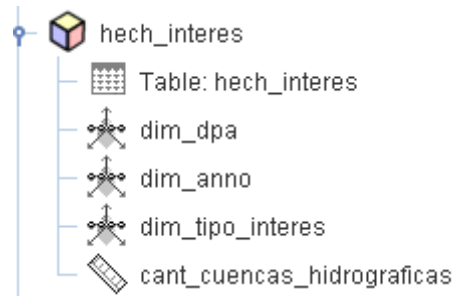 hech_interes
Table: hech_interes
dim_dpa
dim_anno
dim_tipo_interes
cant_cuencas_hidrograficas